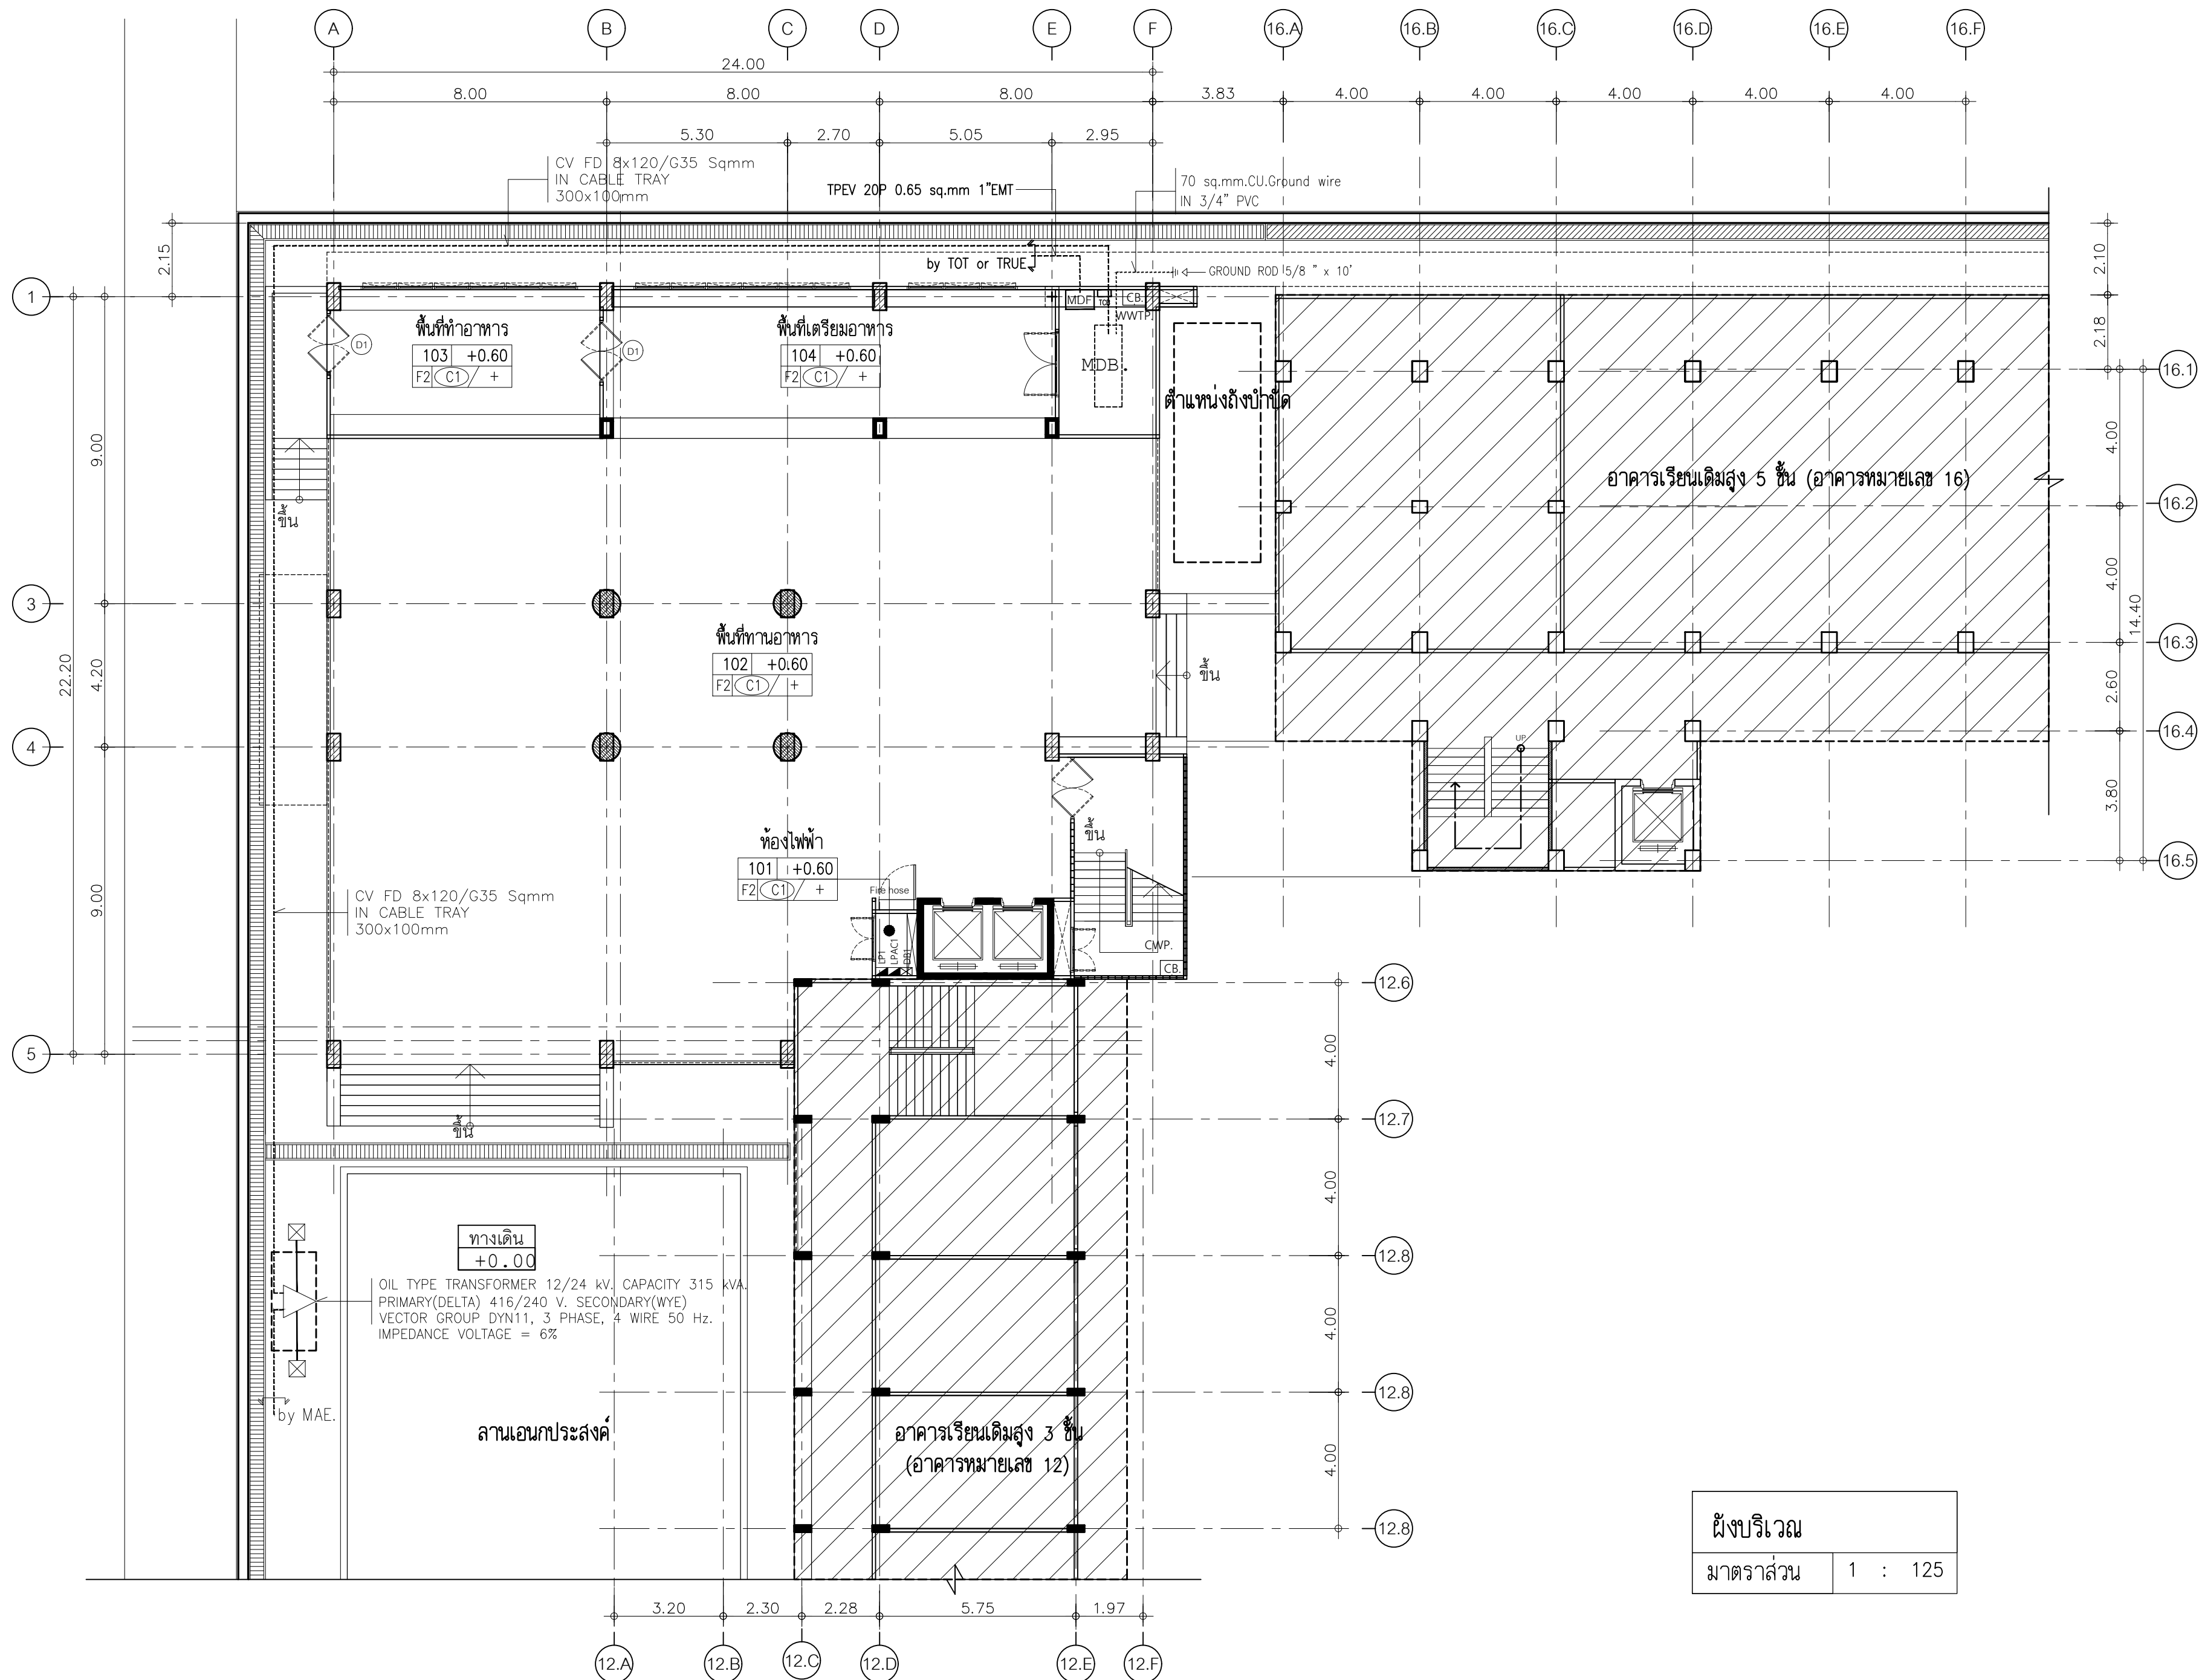 A
B
C
D
E
F
16.A
16.B
16.C
16.D
16.E
16.F
24.00
8.00
8.00
8.00
3.83
4.00
4.00
4.00
4.00
4.00
5.30
2.70
5.05
2.95
CV FD 8x120/G35 Sqmm
IN CABLE TRAY
300x100mm
TPEV 20P 0.65 sq.mm 1"EMT
70 sq.mm.CU.Ground wire
IN 3/4" PVC
by TOT or TRUE
GROUND ROD 5/8 " x 10'
2.15
2.10
2.18
1
MDF
CB.
WWTP.
MDB.
พื้นที่ทำอาหาร
103 +0.60
F2 C1 / +
D1
พื้นที่เตรียมอาหาร
104 +0.60
F2 C1 / +
D1
ตำแหน่งถังบำบัด
16.1
9.00
4.00
อาคารเรียนเดิมสูง 5 ชั้น (อาคารหมายเลข 16)
16.2
ขึ้น
3
4.00
14.40
พื้นที่ทานอาหาร
102 +0.60
F2 C1 / +
ขึ้น
16.3
22.20
4.20
2.60
4
UP
16.4
3.80
ขึ้น
16.5
ห้องไฟฟ้า
101 +0.60
F2 C1 / +
Fire hose
9.00
CV FD 8x120/G35 Sqmm
IN CABLE TRAY
300x100mm
LP1
LPAC1
DB1
CWP.
CB.
12.6
5
4.00
ขึ้น
12.7
4.00
ทางเดิน
+0.00
12.8
OIL TYPE TRANSFORMER 12/24 kV. CAPACITY 315 kVA.
PRIMARY(DELTA) 416/240 V. SECONDARY(WYE)
VECTOR GROUP DYN11, 3 PHASE, 4 WIRE 50 Hz.
IMPEDANCE VOLTAGE = 6%
4.00
12.8
by MAE.
ลานเอนกประสงค์
อาคารเรียนเดิมสูง 3 ชั้น
(อาคารหมายเลข 12)
4.00
12.8
ผังบริเวณ
มาตราส่วน 1 : 125
3.20
2.30
2.28
5.75
1.97
12.A
12.B
12.C
12.D
12.E
12.F